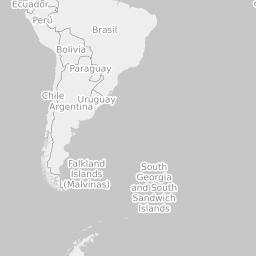 Ecuador
Perú
Brasil
Bolivia
Paraguay
Chile
Uruguay
Argentina
Falkland
Islands
(Malvinas)
South
Georgia
and South
Sandwich
Islands